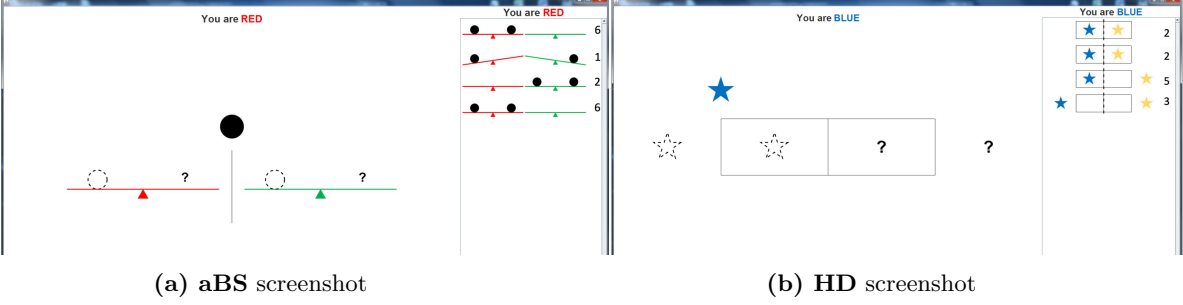 You are RED
You are RED
6
1
2
6
? ?
You are BLUE
You are BLUE
2
2
5
3
? ?
(a) aBS screenshot
(b) HD screenshot